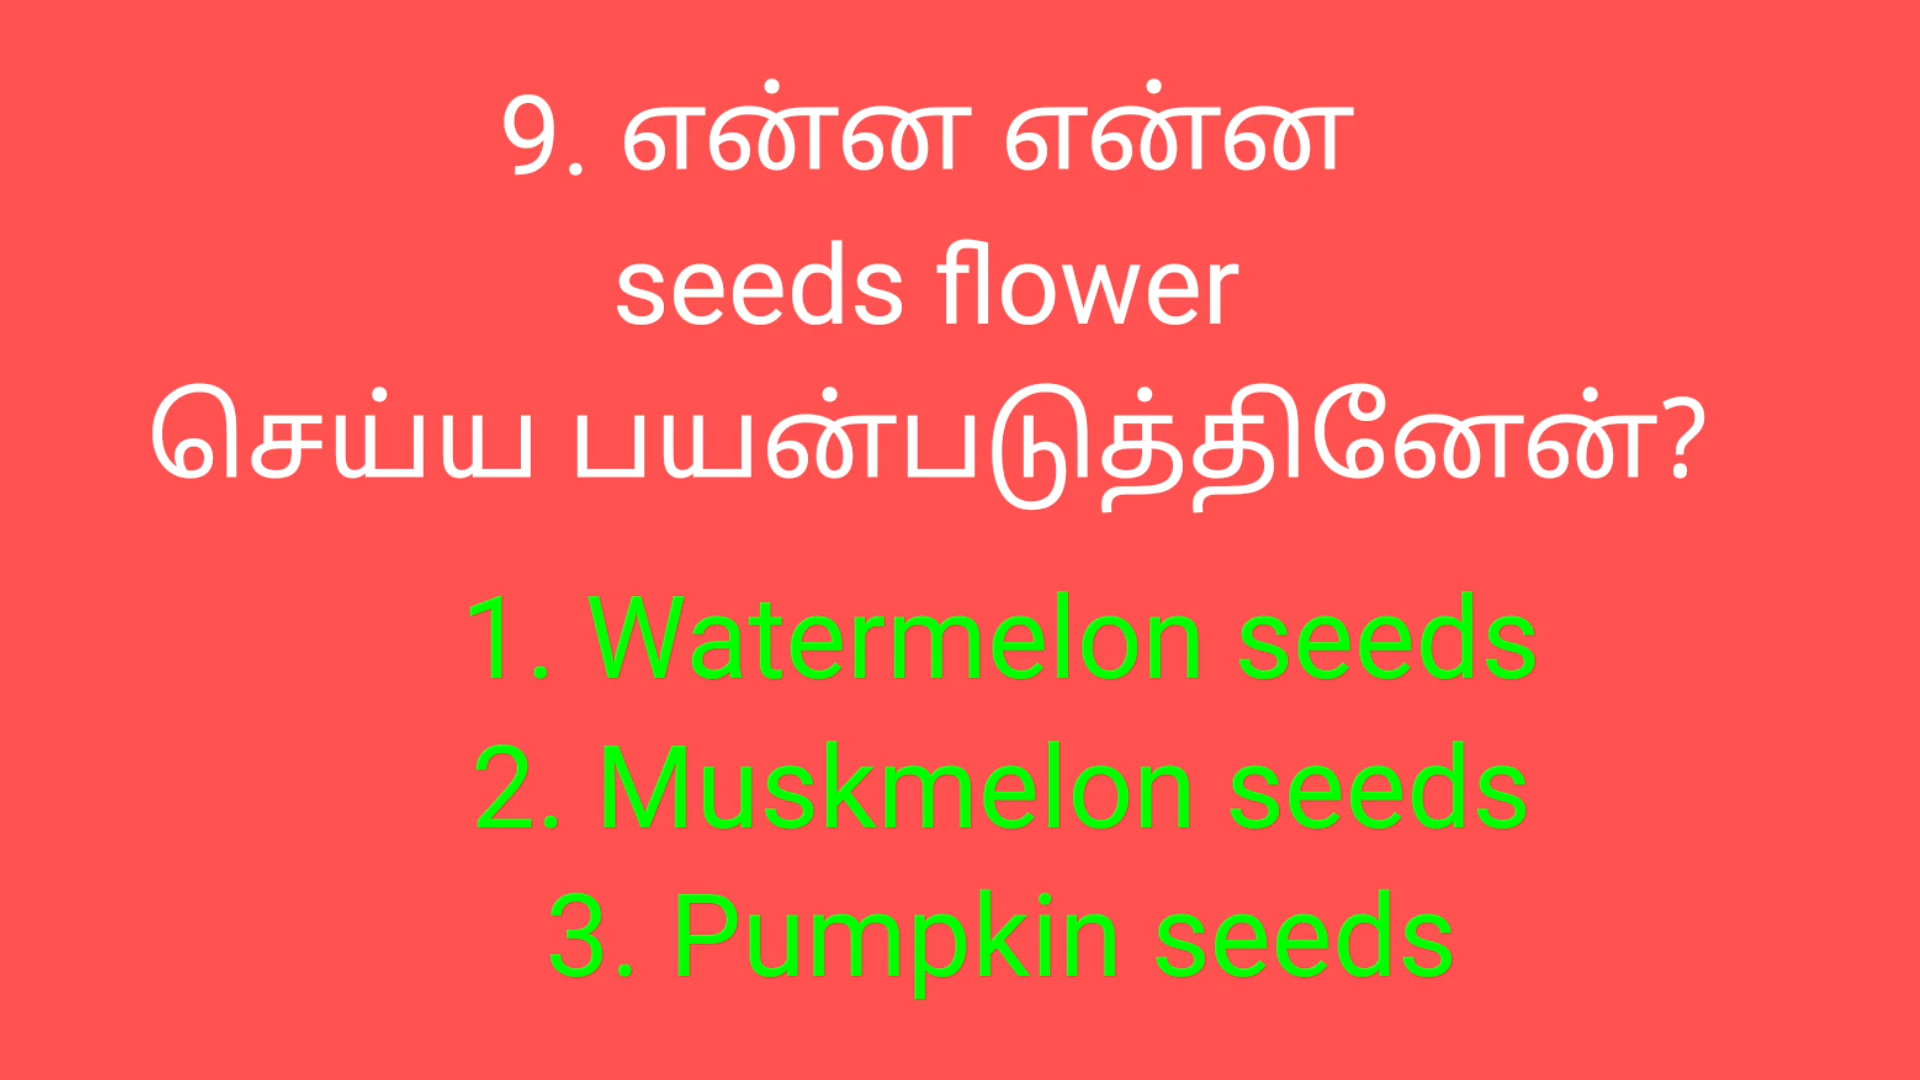 9. என்ன என்ன
seeds flower
செய்ய பயன்படுத்தினேன்?
1. Watermelon seeds
2. Muskmelon seeds
3. Pumpkin seeds